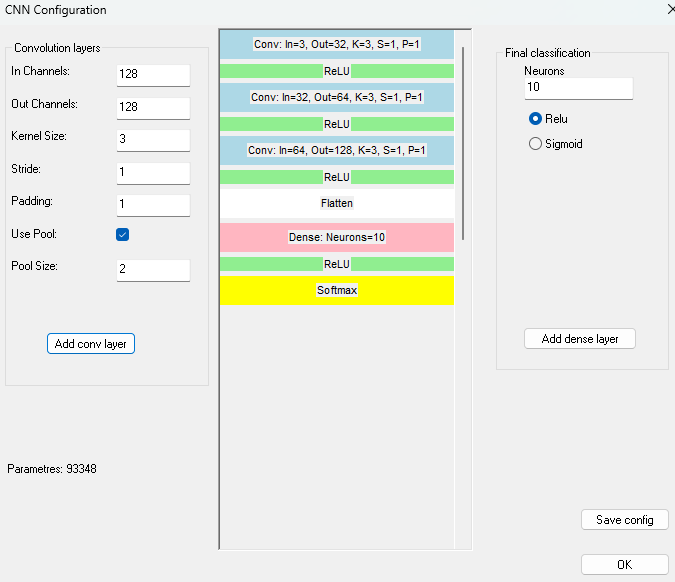 CNN Configuration
Convolution layers
In Channels:
128
Out Channels:
128
Kernel Size:
3
Stride:
1
Padding:
1
Use Pool:
Pool Size:
2
Add conv layer
Parametres: 93348
Conv: In=3, Out=32, K=3, S=1, P=1
ReLU
Conv: In=32, Out=64, K=3, S=1, P=1
ReLU
Conv: In=64, Out=128, K=3, S=1, P=1
ReLU
Flatten
Dense: Neurons=10
ReLU
Softmax
Final classification
Neurons
10
Relu
Sigmoid
Add dense layer
Save config
OK